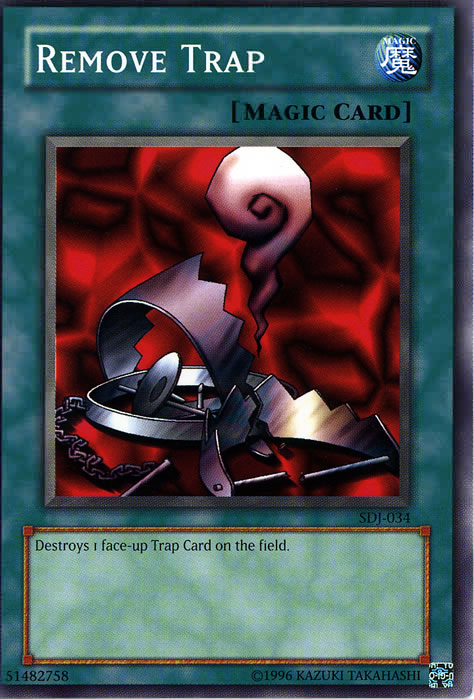 REMOVE TRAP
MAGIC
魔
[MAGIC CARD]
SDJ-034
Destroys 1 face-up Trap Card on the field.
51482758
©1996 KAZUKI TAKAHASHI